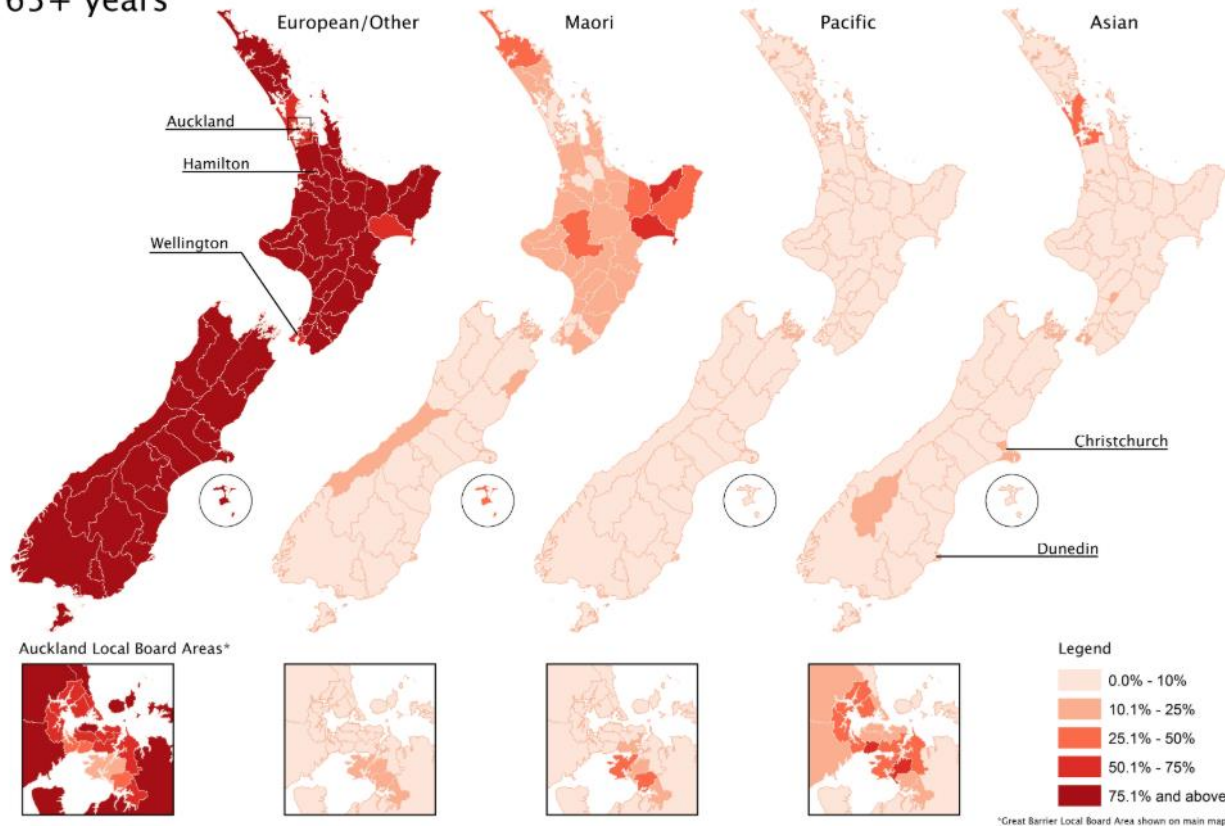 65+ years
European/Other
Maori
Pacific
Asian
Auckland
Hamilton
Wellington
Christchurch
Dunedin
Auckland Local Board Areas*
Legend
0.0% - 10%
10.1% - 25%
25.1% - 50%
50.1% - 75%
75.1% and above
*Great Barrier Local Board Area shown on main map